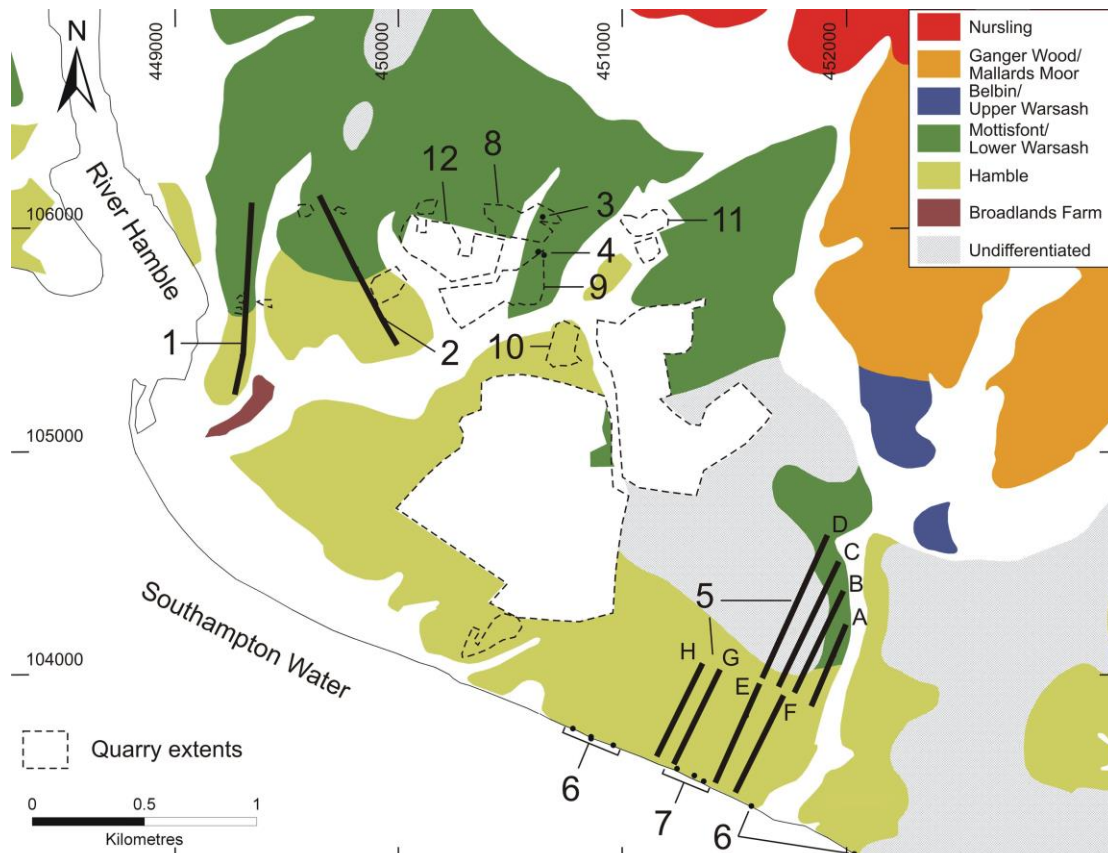 N
449000
450000
451000
452000
Nursling
Ganger Wood/
Mallards Moor
Belbin/
Upper Warsash
Mottisfont/
Lower Warsash
Hamble
Broadlands Farm
Undifferentiated
River Hamble
12
8
3
11
106000
4
9
1
2
10
105000
D
C
5
B
A
Southampton Water
104000
H
G
E
F
Quarry extents
6
7
6
0
0.5
1
Kilometres